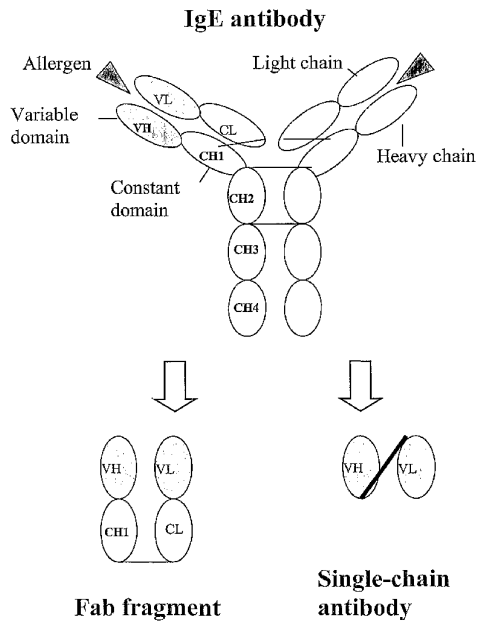 IgE antibody
Allergen
Light chain
VL
Variable
domain
VH
CL
CH1
Heavy chain
Constant
domain
CH2
CH3
CH4
VH
VL
VH
VL
CH1
CL
Fab fragment
Single-chain
antibody